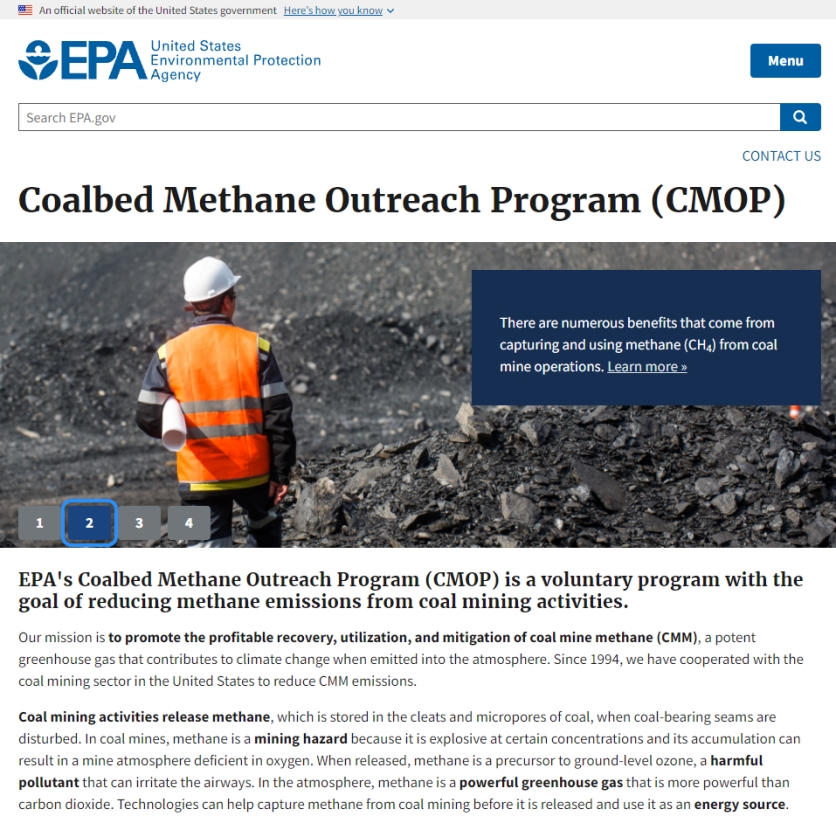 An official website of the United States government Here's how you know
EPA United States
Environmental Protection
Agency
Menu
Search EPA.gov
CONTACT US
Coalbed Methane Outreach Program (CMOP)
There are numerous benefits that come from
capturing and using methane (CH₄) from coal
mine operations. Learn more »
1 2 3 4
EPA's Coalbed Methane Outreach Program (CMOP) is a voluntary program with the
goal of reducing methane emissions from coal mining activities.
Our mission is to promote the profitable recovery, utilization, and mitigation of coal mine methane (CMM), a potent
greenhouse gas that contributes to climate change when emitted into the atmosphere. Since 1994, we have cooperated with the
coal mining sector in the United States to reduce CMM emissions.
Coal mining activities release methane, which is stored in the cleats and micropores of coal, when coal-bearing seams are
disturbed. In coal mines, methane is a mining hazard because it is explosive at certain concentrations and its accumulation can
result in a mine atmosphere deficient in oxygen. When released, methane is a precursor to ground-level ozone, a harmful
pollutant that can irritate the airways. In the atmosphere, methane is a powerful greenhouse gas that is more powerful than
carbon dioxide. Technologies can help capture methane from coal mining before it is released and use it as an energy source.